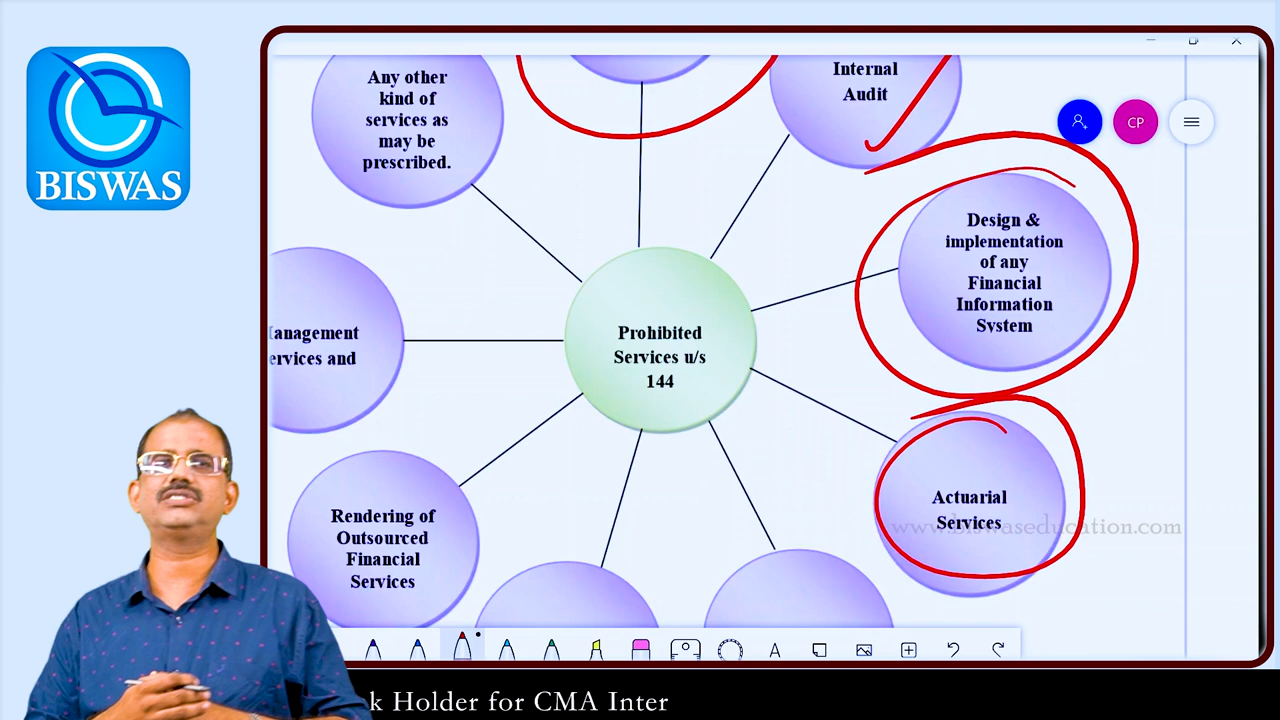 BISWAS
Any other
kind of
services as
may be
prescribed.
Internal
Audit
CP
Design &
implementation
of any
Financial
Information
System
anagement
ervices and
Prohibited
Services u/s
144
Rendering of
Outsourced
Financial
Services
Actuarial
Services
www.biswaseducation.com
A
k Holder for CMA Inter